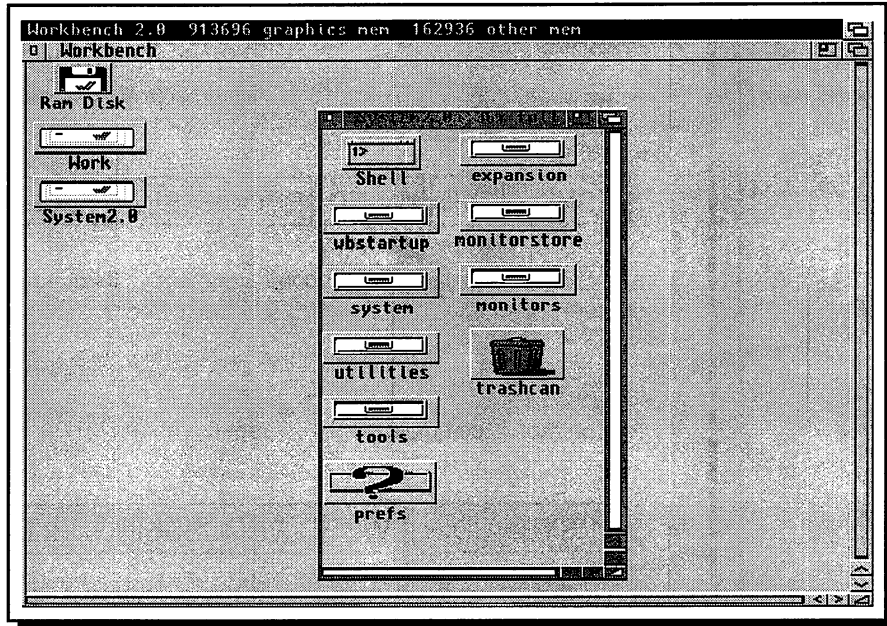 Workbench 2.0 913696 graphics mem 162936 other mem
Workbench
Ram Disk
Work
System2.0
1>
Shell
expansion
wbstartup
monitorstore
system
monitors
utilities
trashcan
tools
?
prefs